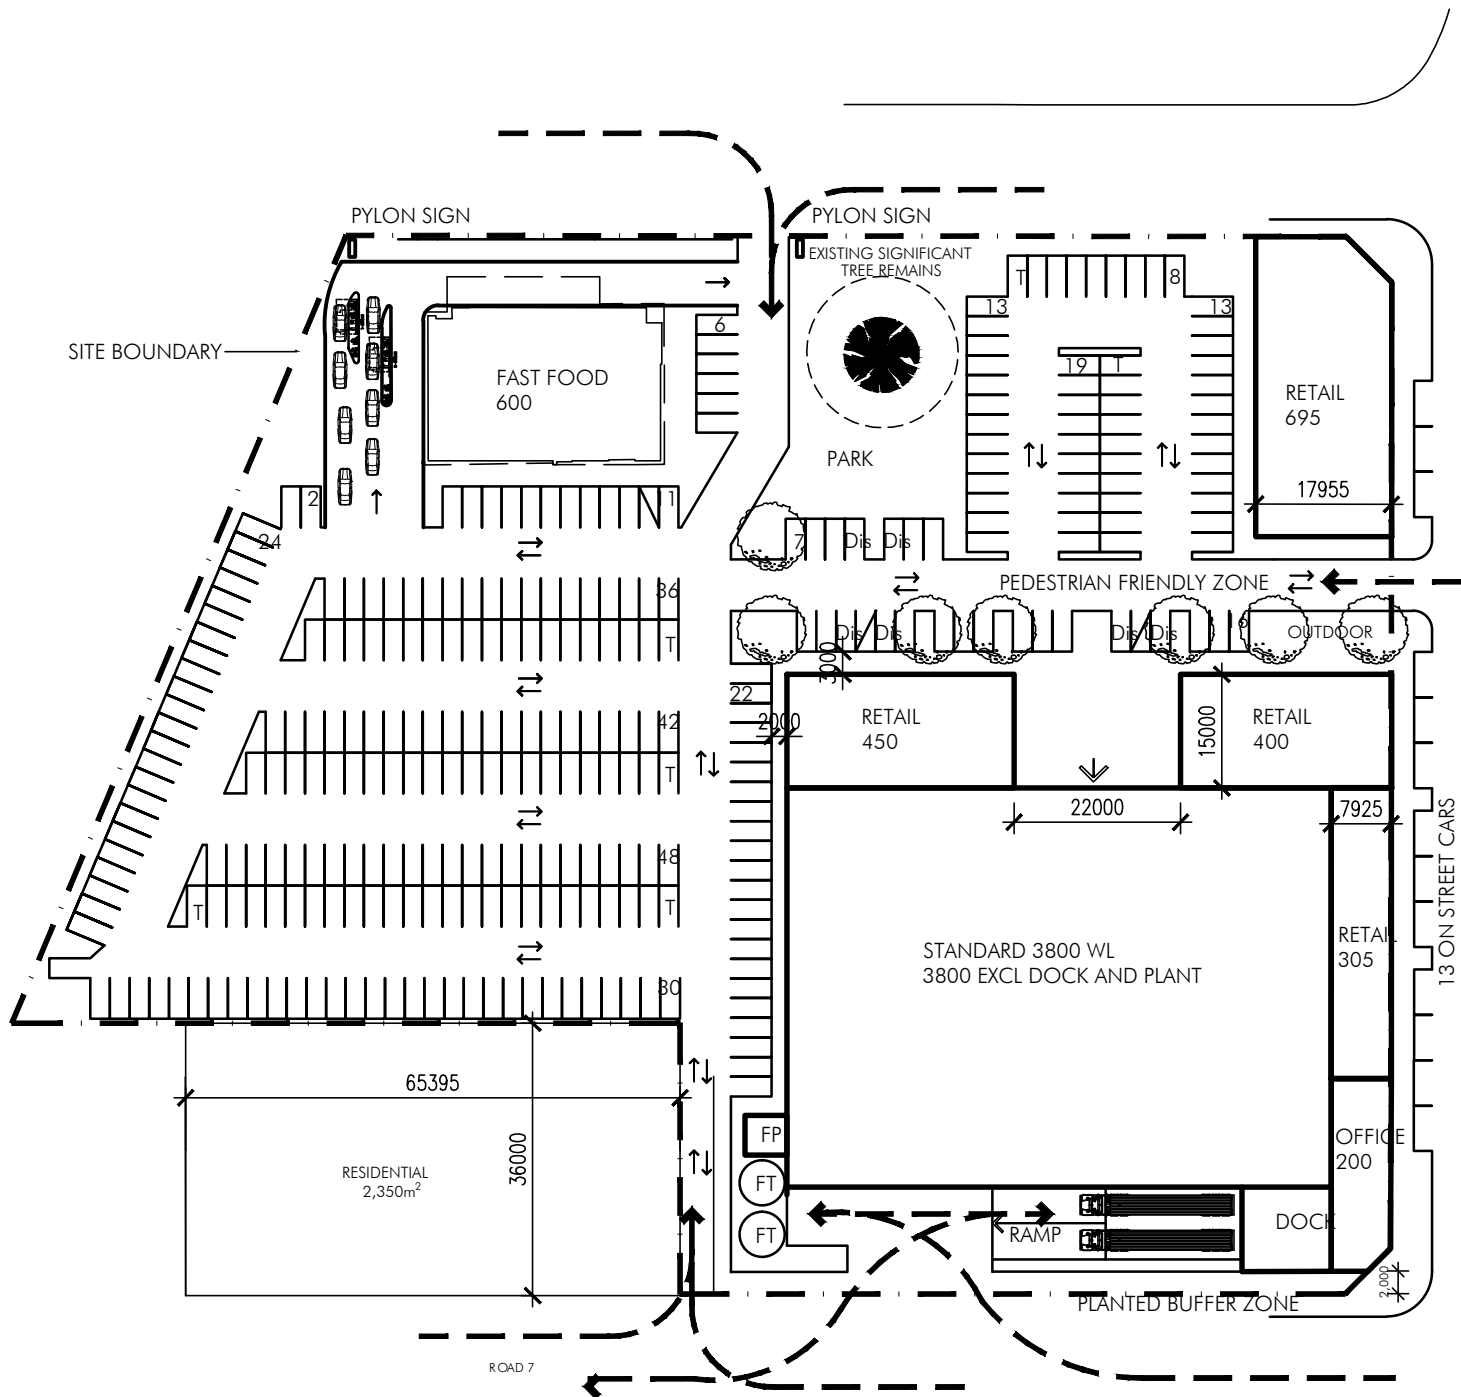 PYLON SIGN
PYLON SIGN
EXISTING SIGNIFICANT
TREE REMAINS
T
8
13
13
6
SITE BOUNDARY
19
T
FAST FOOD
600
RETAIL
695
PARK
17955
2
11
24
7
Dis
Dis
PEDESTRIAN FRIENDLY ZONE
36
T
Dis
Dis
Dis
Dis
16
OUTDOOR
3000
22
2000
RETAIL
450
15000
RETAIL
400
42
T
22000
7925
13 ON STREET CARS
48
T
T
STANDARD 3800 WL
3800 EXCL DOCK AND PLANT
RETAIL
305
30
65395
36000
RESIDENTIAL
2,350m²
FP
FT
FT
OFFICE
200
RAMP
DOCK
2,000
PLANTED BUFFER ZONE
ROAD 7